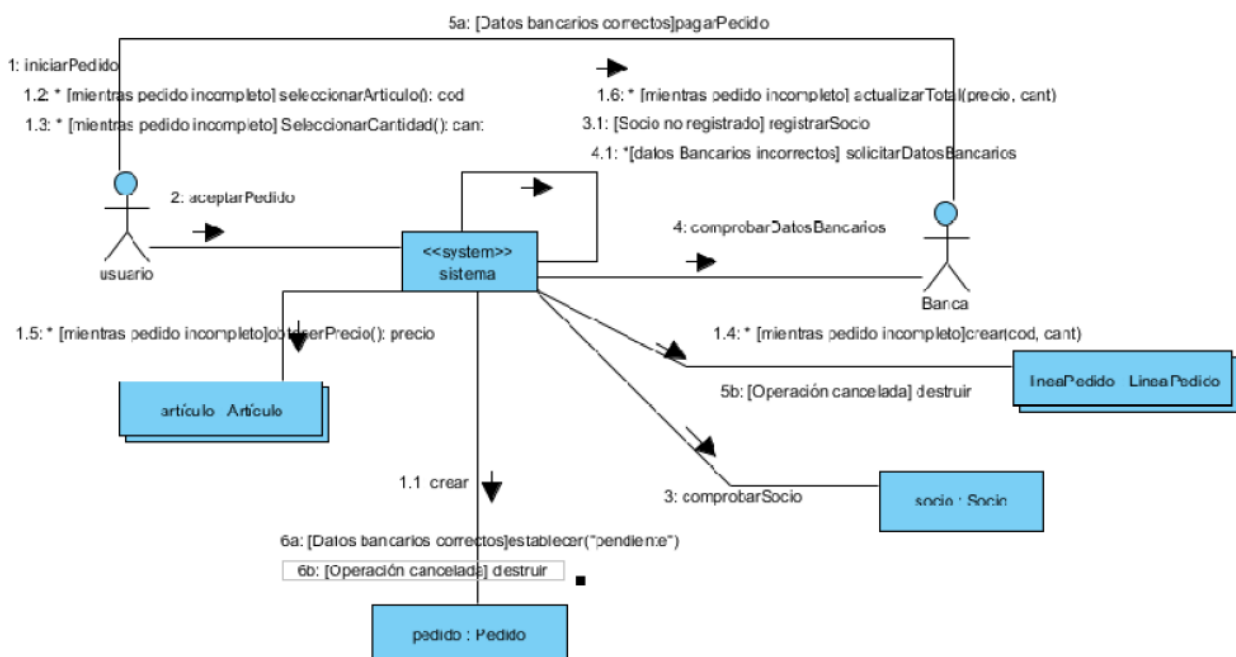 5a: [Datos bancarios correctos]pagarPedido
1: iniciarPedido
1.2: * [mientras pedido incompleto] seleccionarArticulo(): cod
1.3: * [mientras pedido incompleto] SeleccionarCantidad(): can:
1.6: * [mientras pedido incompleto] actualizarTotal(precio, cant)
3.1: [Socio no registrado] registrarSocio
4.1: *[datos Bancarios incorrectos] solicitarDatosBancarios
2: aceptarPedido
4: comprobarDatosBancarios
<<system>>
sistema
usuario
Banca
1.5: * [mientras pedido incompleto]obtenerPrecio(): precio
1.4: * [mientras pedido incompleto]crear(cod, cant)
lineaPedido LineaPedido
5b: [Operación cancelada] destruir
artículo Artículo
1.1 crear
3: comprobarSocio
socio : Socio
6a: [Datos bancarios correctos]establecer("pendiente")
6b: [Operación cancelada] destruir
pedido : Pedido